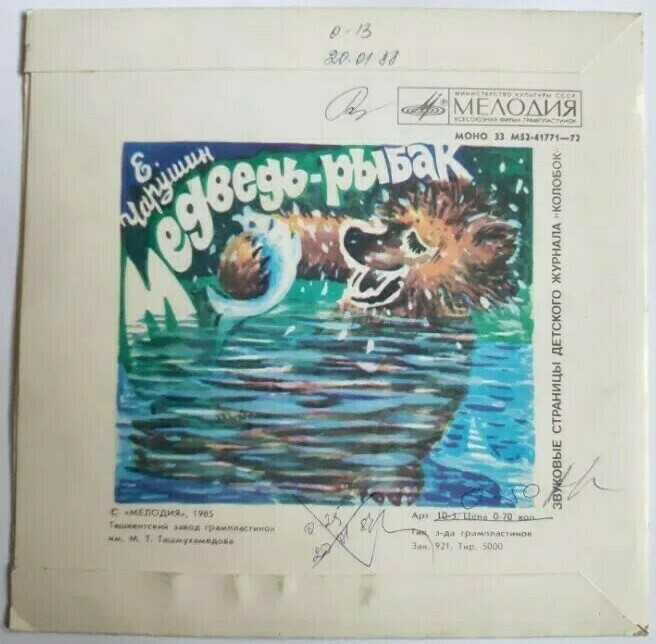 0-13
20.01 88
МИНИСТЕРСТВО КУЛЬТУРЫ СССР
МЕЛОДИЯ
ВСЕСОЮЗНАЯ ФИРМА ГРАМПЛАСТИНОК
МОНО 33 М52-41771—72
Е. Чарушин
Медведь-рыбак
ЗВУКОВЫЕ СТРАНИЦЫ ДЕТСКОГО ЖУРНАЛА «КОЛОБОК»
© «МЕЛОДИЯ», 1985
Ташкентский завод грампластинок
им. М. Т. Ташмухамедова
Арт. 10-5. Цена 0-70 коп.
Тип. з-да грампластинок
Зак. 921. Тир. 5000